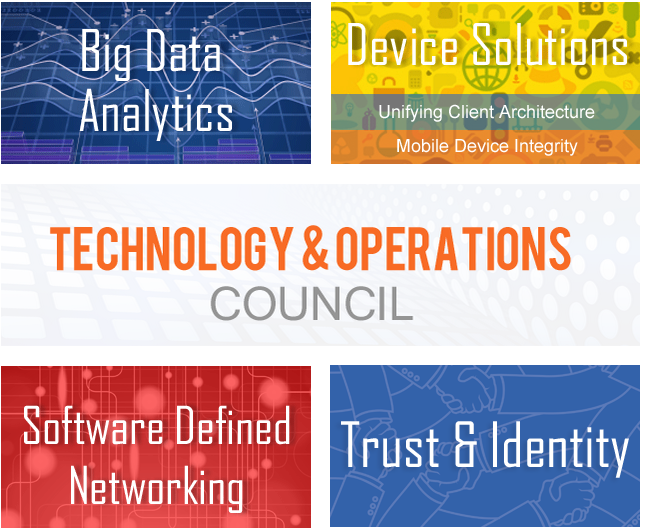 Big Data
Analytics
Device Solutions
Unifying Client Architecture
Mobile Device Integrity
TECHNOLOGY & OPERATIONS
COUNCIL
Software Defined
Networking
Trust & Identity